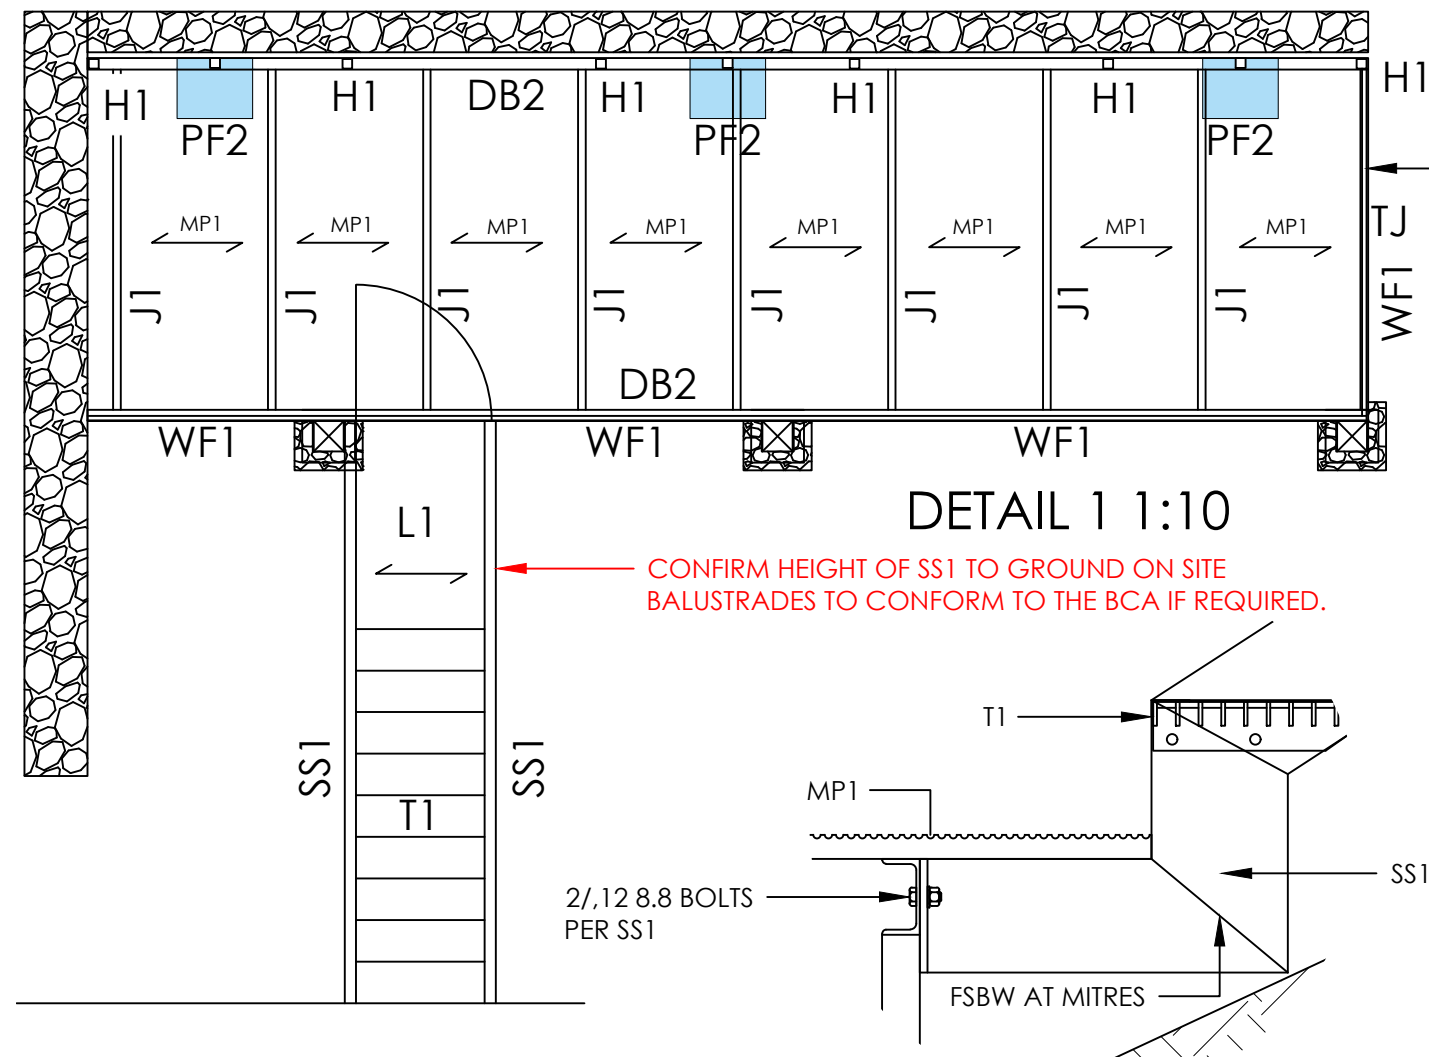 H1
H1
DB2
H1
H1
H1
H1
PF2
PF2
PF2
MP1
MP1
MP1
MP1
MP1
MP1
MP1
MP1
TJ
WF1
J1
J1
J1
J1
J1
J1
J1
J1
DB2
WF1
WF1
WF1
DETAIL 1 1:10
L1
CONFIRM HEIGHT OF SS1 TO GROUND ON SITE
BALUSTRADES TO CONFORM TO THE BCA IF REQUIRED.
T1
SS1
SS1
T1
MP1
SS1
2/,12 8.8 BOLTS
PER SS1
FSBW AT MITRES